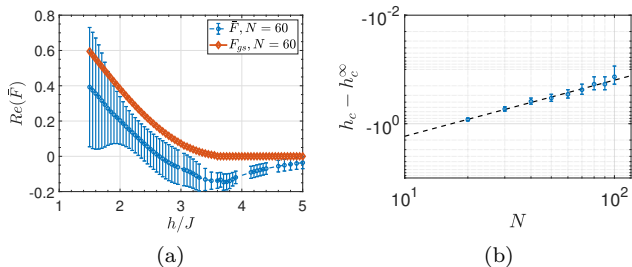 (a)
0.8
0.6
0.4
0.2
0
-0.2
Re(F̄)
F̄, N = 60
F_gs, N = 60
1 2 3 4 5
h/J
(b)
-10^-2
-10^0
h_c − h_c^∞
10^1 10^2
N
(a)
(b)